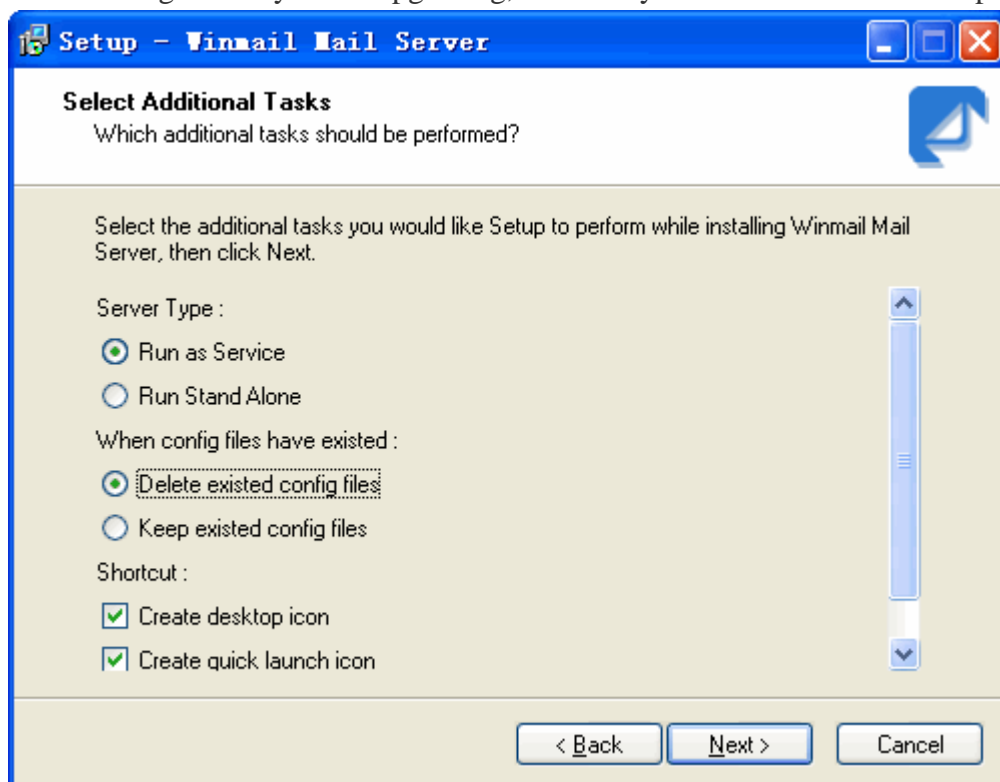 Setup - Winmail Mail Server
Select Additional Tasks
Which additional tasks should be performed?
Select the additional tasks you would like Setup to perform while installing Winmail Mail
Server, then click Next.
Server Type :
Run as Service
Run Stand Alone
When config files have existed :
Delete existed config files
Keep existed config files
Shortcut :
Create desktop icon
Create quick launch icon
< Back
Next >
Cancel